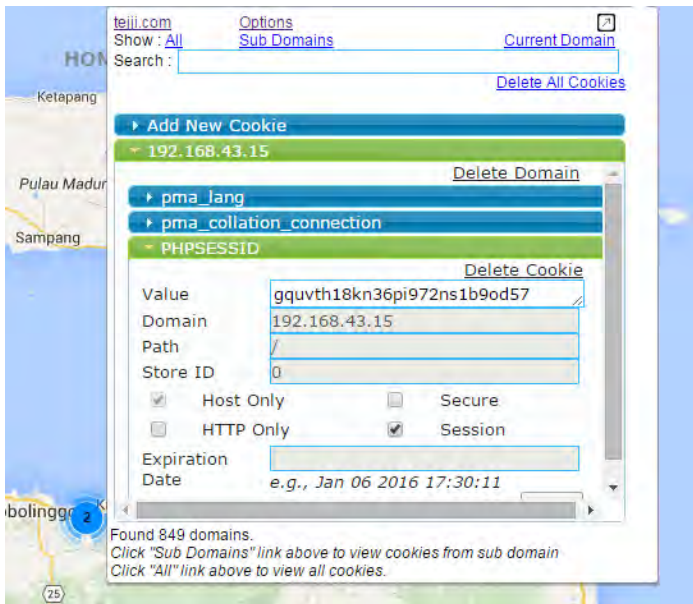 tejji.com Options
Show : All Sub Domains Current Domain
Search :
Delete All Cookies
Add New Cookie
192.168.43.15
Delete Domain
pma_lang
pma_collation_connection
PHPSESSID
Delete Cookie
Value gquvth18kn36pi972ns1b9od57
Domain 192.168.43.15
Path /
Store ID 0
Host Only Secure
HTTP Only Session
Expiration
Date e.g., Jan 06 2016 17:30:11
Found 849 domains.
Click "Sub Domains" link above to view cookies from sub domain
Click "All" link above to view all cookies.
HON
Ketapang
Pulau Madur
Sampang
obolingg
2
25